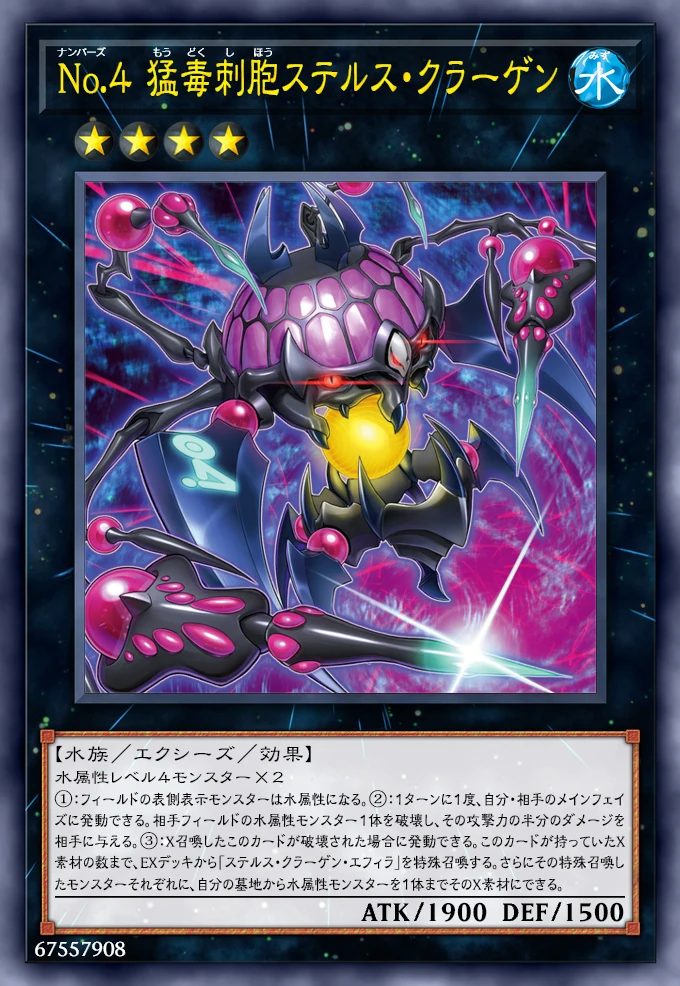 ナンバーズ もう どく し ほう
No.4 猛毒刺胞ステルス・クラーゲン
みず
水
04
【水族／エクシーズ／効果】
水属性レベル４モンスター×２
①：フィールドの表側表示モンスターは水属性になる。②：１ターンに１度、自分・相手のメインフェイ
ズに発動できる。相手フィールドの水属性モンスター１体を破壊し、その攻撃力の半分のダメージを
相手に与える。③：X召喚したこのカードが破壊された場合に発動できる。このカードが持っていたX
素材の数まで、EXデッキから「ステルス・クラーゲン・エフィラ」を特殊召喚する。さらにその特殊召喚し
たモンスターそれぞれに、自分の墓地から水属性モンスターを１体までそのX素材にできる。
ATK/1900 DEF/1500
67557908